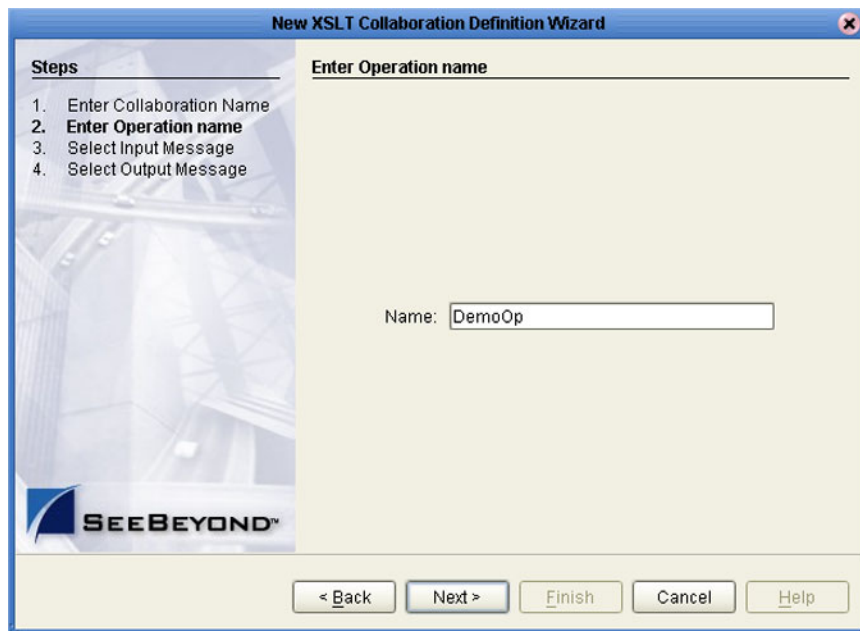 New XSLT Collaboration Definition Wizard
Steps
1. Enter Collaboration Name
2. Enter Operation name
3. Select Input Message
4. Select Output Message
Enter Operation name
Name: DemoOp
SEEBEYOND™
< Back Next > Finish Cancel Help